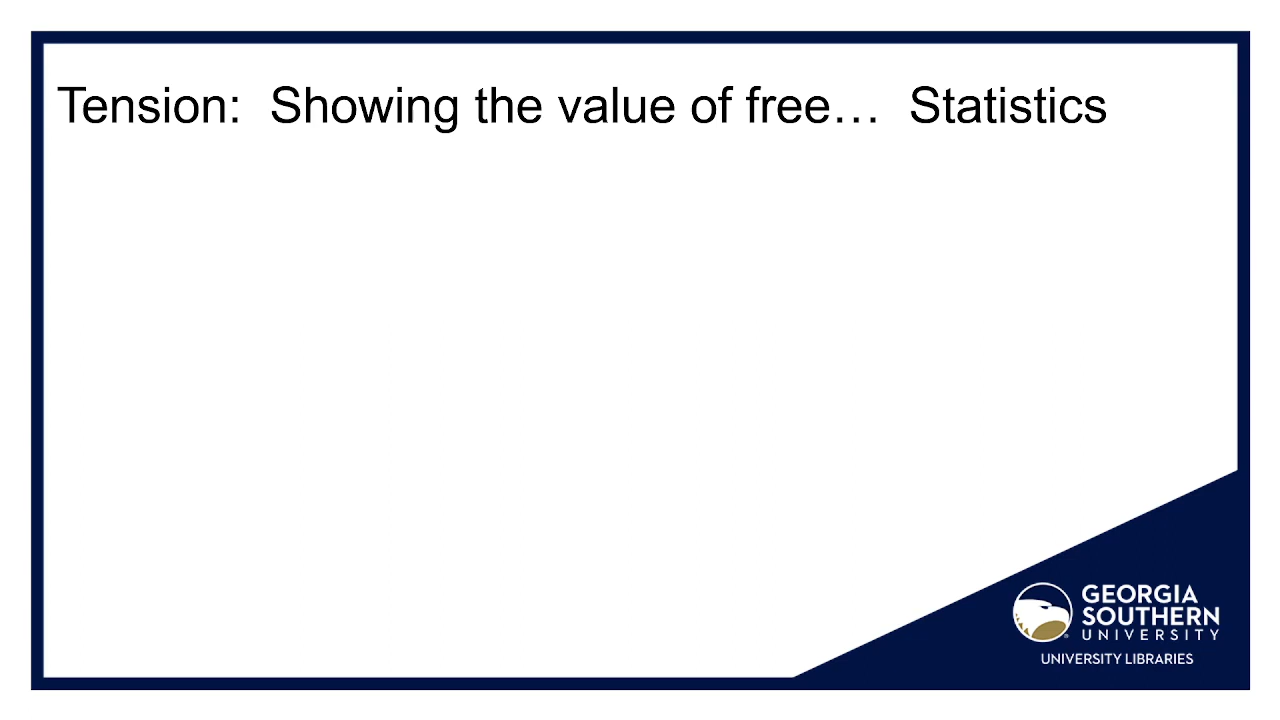 Tension:  Showing the value of free…  Statistics
GEORGIA
SOUTHERN
UNIVERSITY
UNIVERSITY LIBRARIES